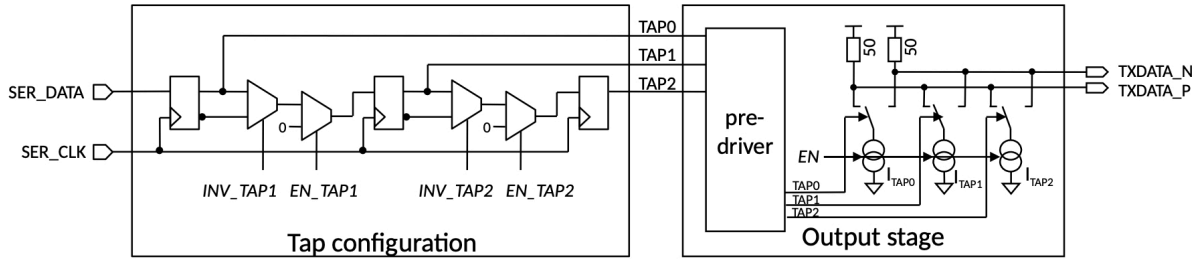 TAP0
TAP1
TAP2
SER_DATA
SER_CLK
0
0
INV_TAP1
EN_TAP1
INV_TAP2
EN_TAP2
Tap configuration
pre-
driver
50
50
TXDATA_N
TXDATA_P
EN
I_TAP0
I_TAP1
I_TAP2
TAP0
TAP1
TAP2
Output stage